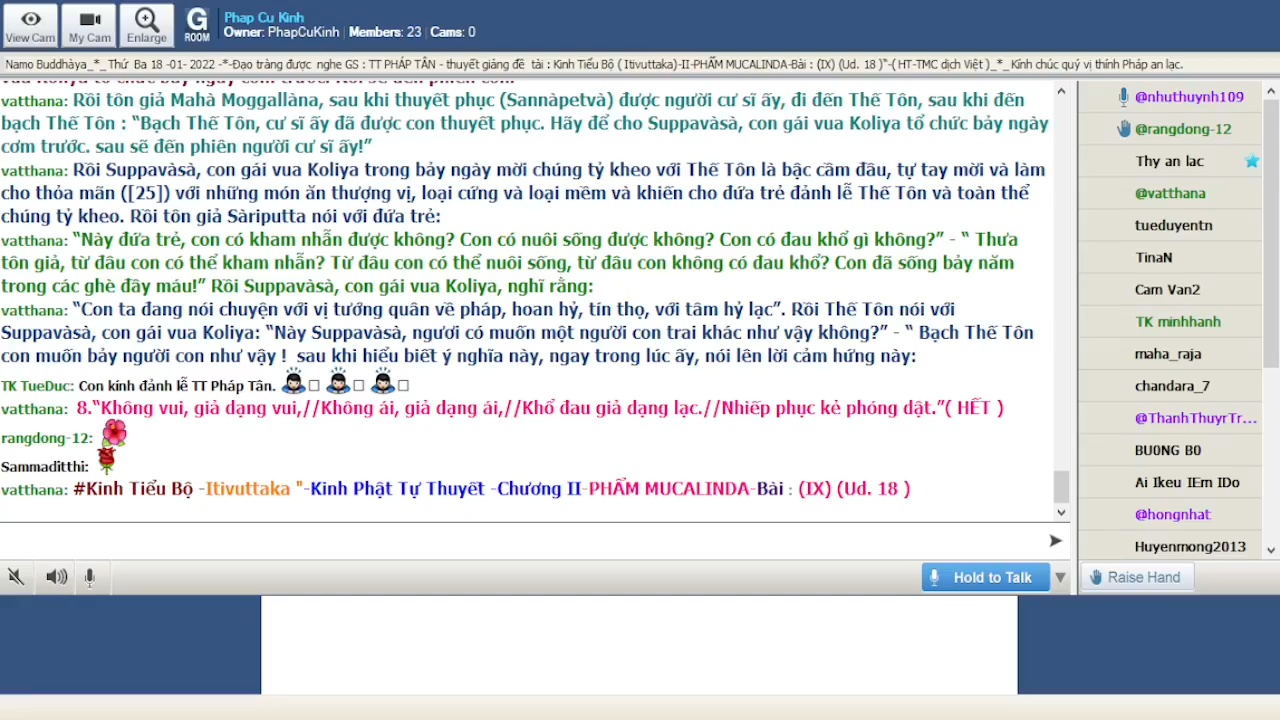 View Cam
My Cam
Enlarge
G
ROOM
Phap Cu Kinh
Owner: PhapCuKinh | Members: 23 | Cams: 0
Namo Buddhàya_*_Thứ Ba 18 -01- 2022 -*-Đạo tràng được nghe GS : TT PHÁP TÂN - thuyết giảng đề tài : Kinh Tiểu Bộ ( Itivuttaka)-II-PHẨM MUCALINDA-Bài : (IX) (Ud. 18 )"-( HT-TMC dịch Việt )_*_Kính chúc quý vị thính Pháp an lạc.
vatthana: Rồi tôn giả Mahà Moggallàna, sau khi thuyết phục (Sannàpetvà) được người cư sĩ ấy, đi đến Thế Tôn, sau khi đến
bạch Thế Tôn : “Bạch Thế Tôn, cư sĩ ấy đã được con thuyết phục. Hãy để cho Suppavàsà, con gái vua Koliya tổ chức bảy ngày
cơm trước. sau sẽ đến phiên người cư sĩ ấy!”
vatthana: Rồi Suppavàsà, con gái vua Koliya trong bảy ngày mời chúng tỷ kheo với Thế Tôn là bậc cầm đầu, tự tay mời và làm
cho thỏa mãn ([25]) với những món ăn thượng vị, loại cứng và loại mềm và khiến cho đứa trẻ đảnh lễ Thế Tôn và toàn thể
chúng tỷ kheo. Rồi tôn giả Sàriputta nói với đứa trẻ:
vatthana: “Này đứa trẻ, con có kham nhẫn được không? Con có nuôi sống được không? Con có đau khổ gì không?” - “ Thưa
tôn giả, từ đâu con có thể kham nhẫn? Từ đâu con có thể nuôi sống, từ đâu con không có đau khổ? Con đã sống bảy năm
trong các ghè đầy máu!” Rồi Suppavàsà, con gái vua Koliya, nghĩ rằng:
vatthana: “Con ta đang nói chuyện với vị tướng quân về pháp, hoan hỷ, tín thọ, với tâm hỷ lạc”. Rồi Thế Tôn nói với
Suppavàsà, con gái vua Koliya: “Này Suppavàsà, ngươi có muốn một người con trai khác như vậy không?” - “ Bạch Thế Tôn
con muốn bảy người con như vậy ! sau khi hiểu biết ý nghĩa này, ngay trong lúc ấy, nói lên lời cảm hứng này:
TK TueDuc: Con kính đảnh lễ TT Pháp Tân.
vatthana: 8.“Không vui, giả dạng vui,//Không ái, giả dạng ái,//Khổ đau giả dạng lạc.//Nhiếp phục kẻ phóng dật.”( HẾT )
rangdong-12:
Sammaditthi:
vatthana: #Kinh Tiểu Bộ -Itivuttaka "-Kinh Phật Tự Thuyết -Chương II-PHẨM MUCALINDA-Bài : (IX) (Ud. 18 )
@nhuthuynh109
@rangdong-12
Thy an lac
@vatthana
tueduyentn
TinaN
Cam Van2
TK minhhanh
maha_raja
chandara_7
@ThanhThuyrTr...
BU0NG B0
Ai Ikeu IEm IDo
@hongnhat
Huyenmong2013
Hold to Talk
Raise Hand